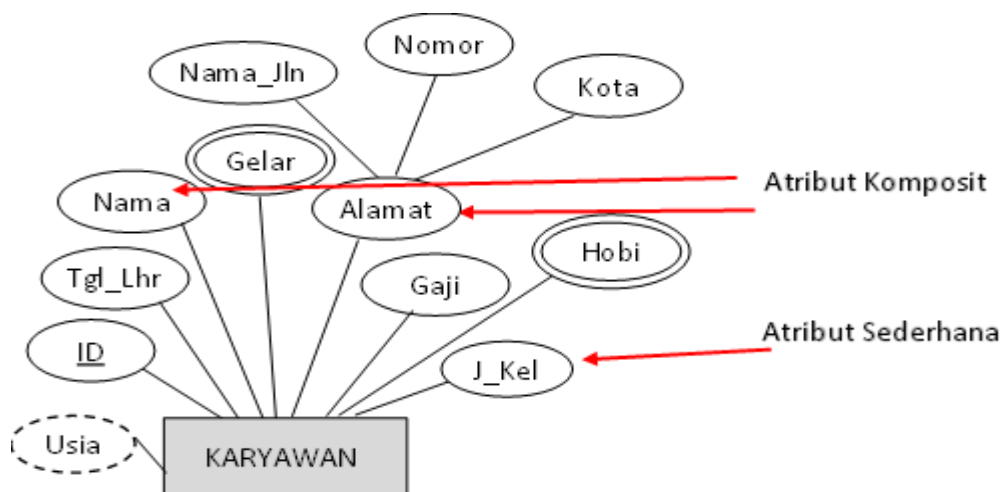 Nomor
Nama_Jln
Kota
Gelar
Nama
Alamat
Atribut Komposit
Hobi
Tgl_Lhr
Gaji
Atribut Sederhana
ID
J_Kel
Usia
KARYAWAN